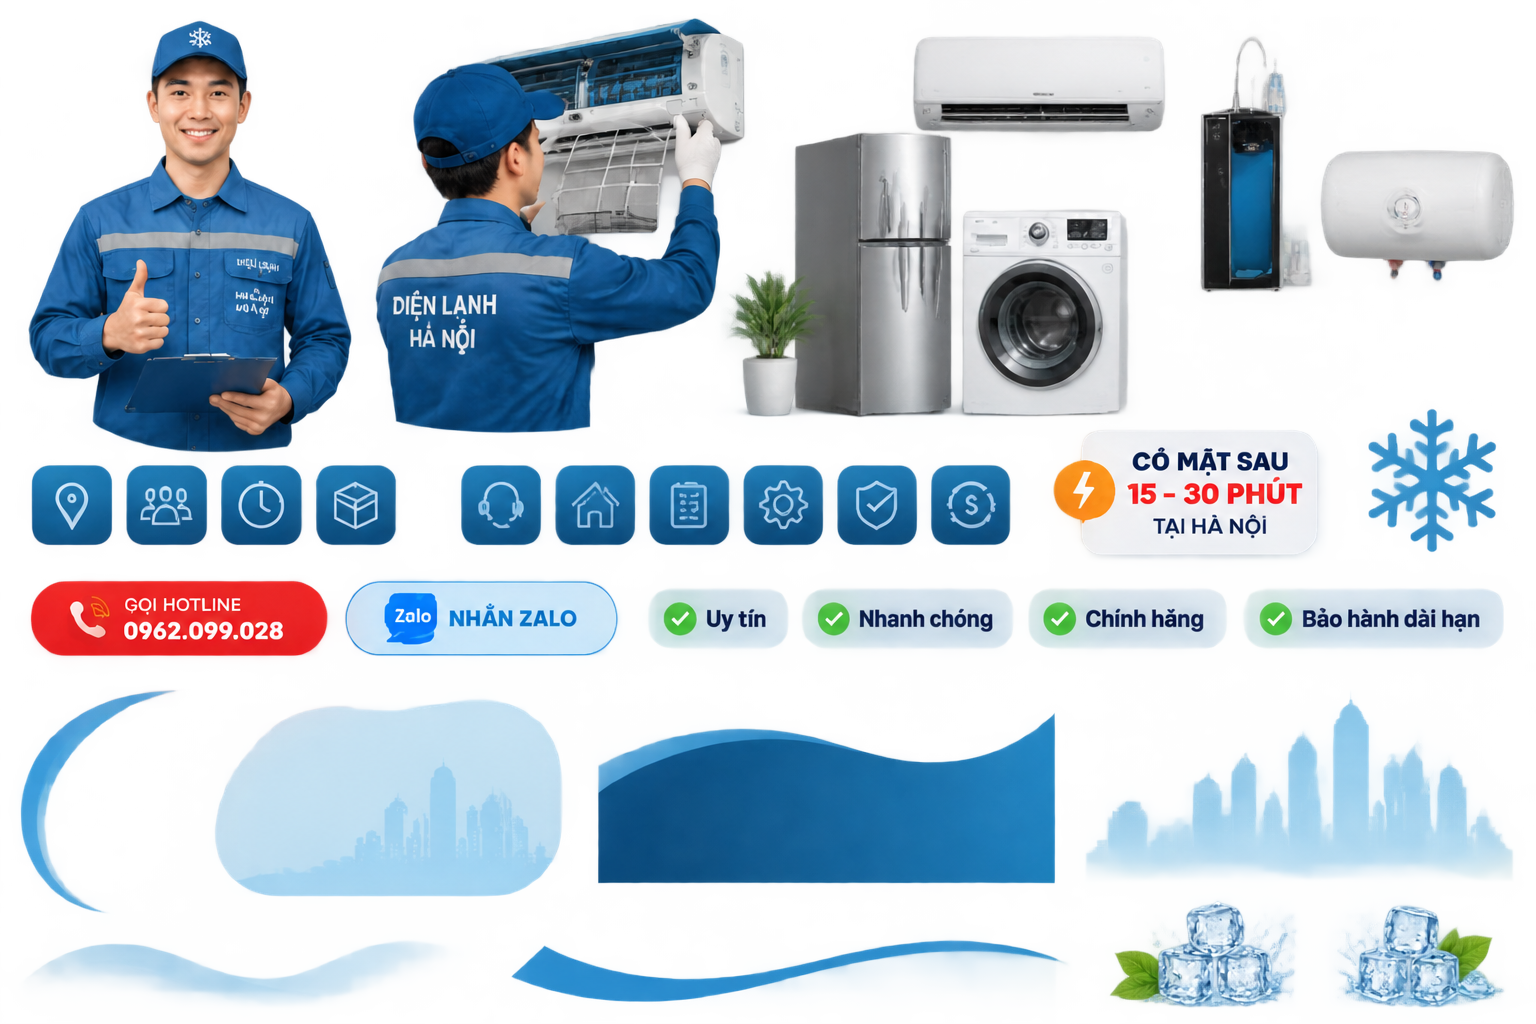 DIỆN LẠNH
HÀ NỘI
CÓ MẶT SAU
15 - 30 PHÚT
TẠI HÀ NỘI
GỌI HOTLINE
0962.099.028
Zalo
NHẮN ZALO
Uy tín
Nhanh chóng
Chính hãng
Bảo hành dài hạn